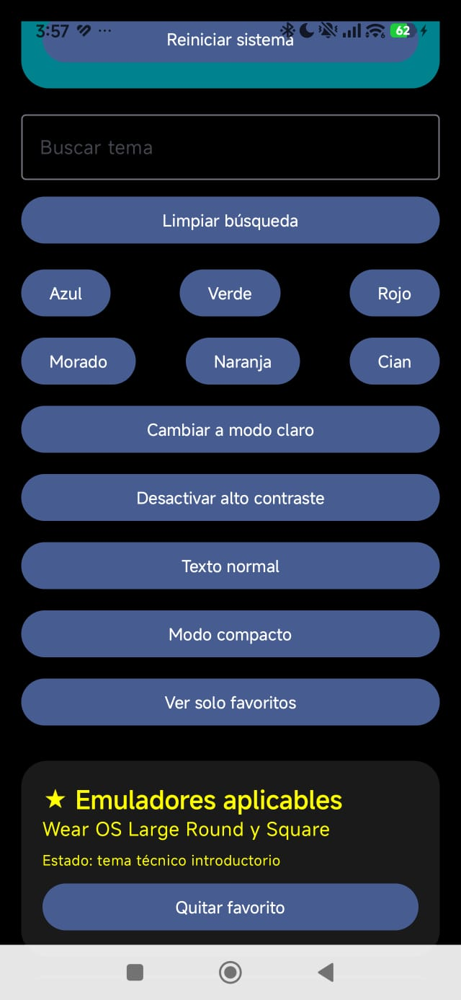 3:57 ...
62
Reiniciar sistema
Buscar tema
Limpiar búsqueda
Azul Verde Rojo
Morado Naranja Cian
Cambiar a modo claro
Desactivar alto contraste
Texto normal
Modo compacto
Ver solo favoritos
★ Emuladores aplicables
Wear OS Large Round y Square
Estado: tema técnico introductorio
Quitar favorito